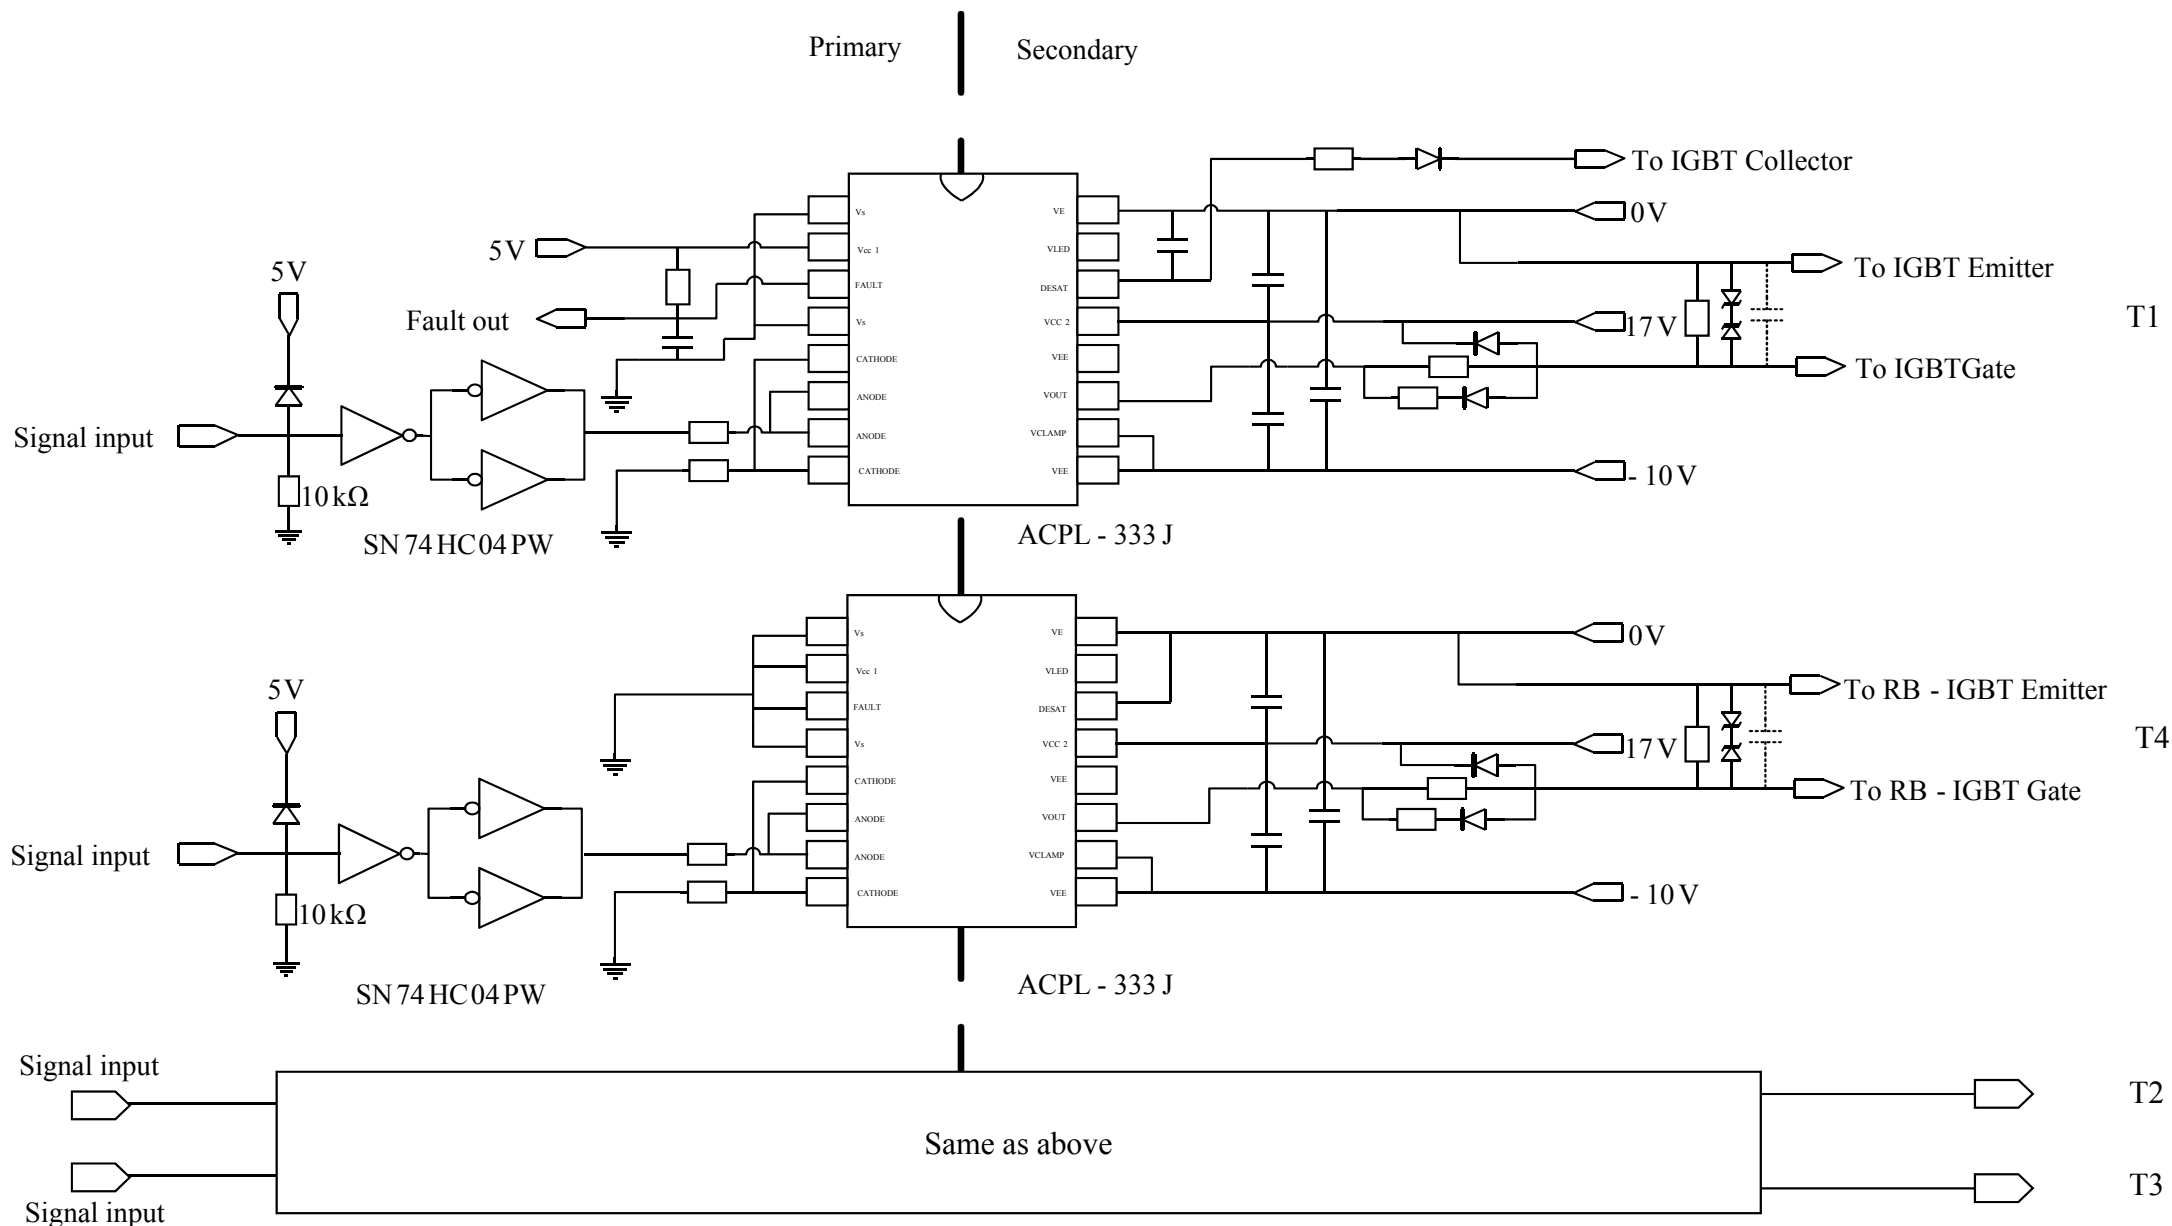 Primary
Secondary
To IGBT Collector
Vs
VE
0V
5V
Vcc 1
VLED
5V
FAULT
DESAT
To IGBT Emitter
Fault out
Vs
VCC 2
17V
T1
CATHODE
VEE
To IGBTGate
ANODE
VOUT
Signal input
ANODE
VCLAMP
CATHODE
VEE
- 10V
10kΩ
SN74HC04PW
ACPL - 333 J
Vs
VE
0V
Vcc 1
VLED
5V
To RB - IGBT Emitter
FAULT
DESAT
Vs
VCC 2
17V
T4
CATHODE
VEE
To RB - IGBT Gate
ANODE
VOUT
Signal input
ANODE
VCLAMP
CATHODE
VEE
- 10V
10kΩ
SN74HC04PW
ACPL - 333 J
Signal input
T2
Same as above
T3
Signal input